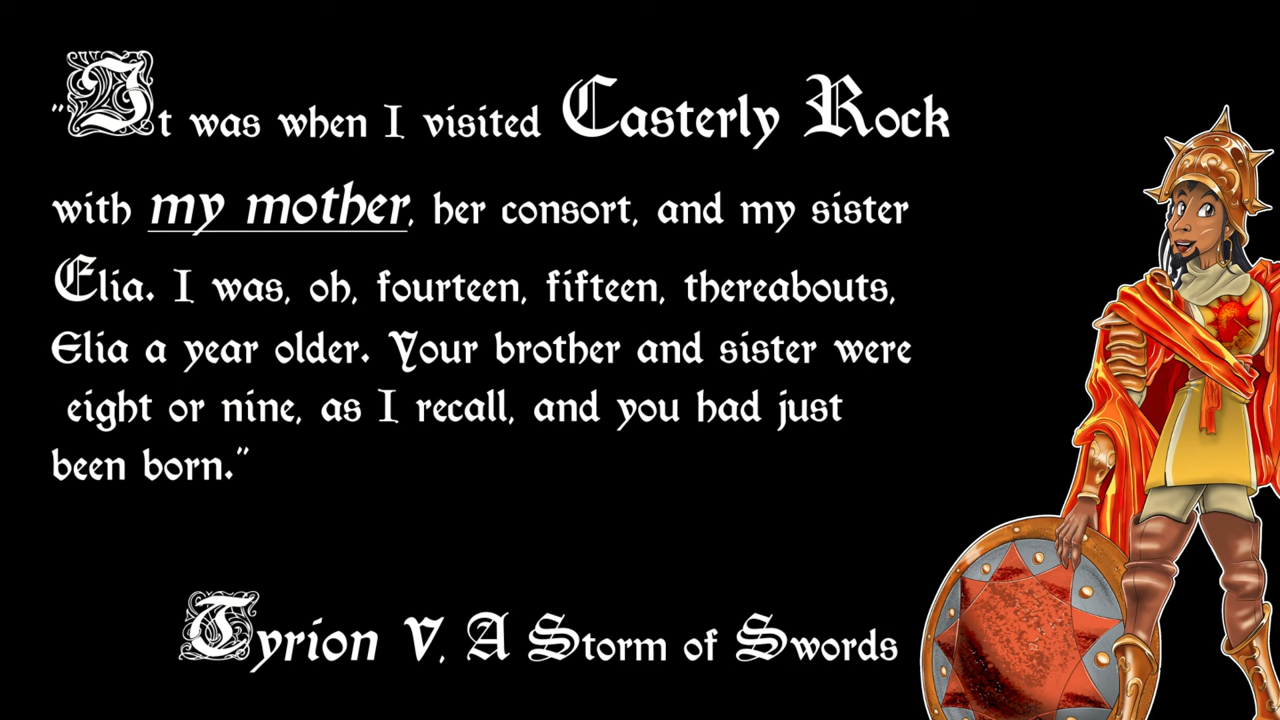 "It was when I visited Casterly Rock
with my mother, her consort, and my sister
Elia. I was, oh, fourteen, fifteen, thereabouts,
Elia a year older. Your brother and sister were
eight or nine, as I recall, and you had just
been born."
Tyrion V, A Storm of Swords